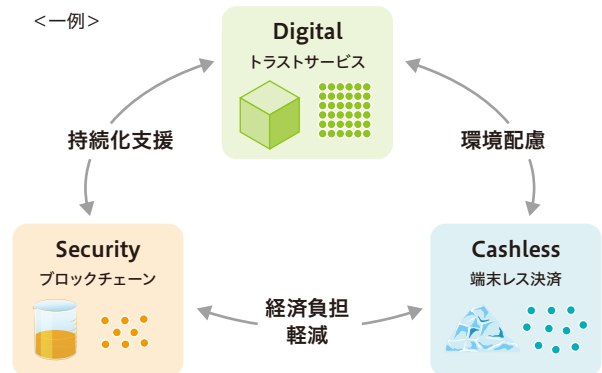 ＜一例＞
Digital
トラストサービス
持続化支援
環境配慮
Security
ブロックチェーン
Cashless
端末レス決済
経済負担
軽減